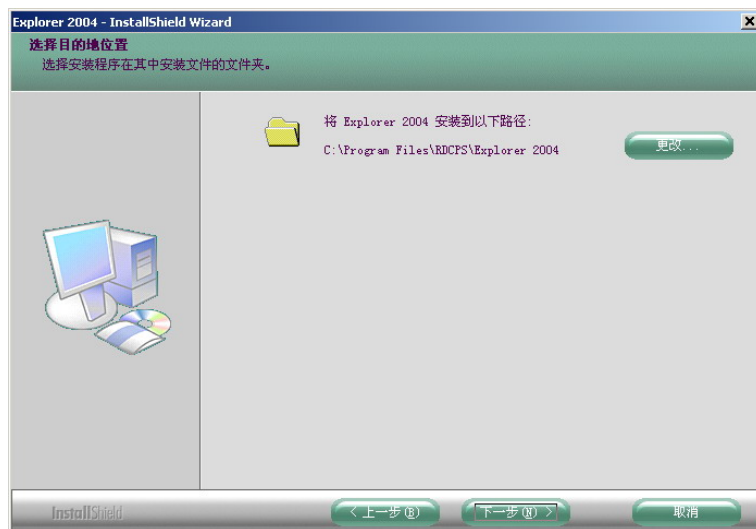 Explorer 2004 - InstallShield Wizard
选择目的地位置
选择安装程序在其中安装文件的文件夹。
将 Explorer 2004 安装到以下路径:
C:\Program Files\RDCPS\Explorer 2004
更改...
InstallShield
< 上一步(B)
下一步(N) >
取消